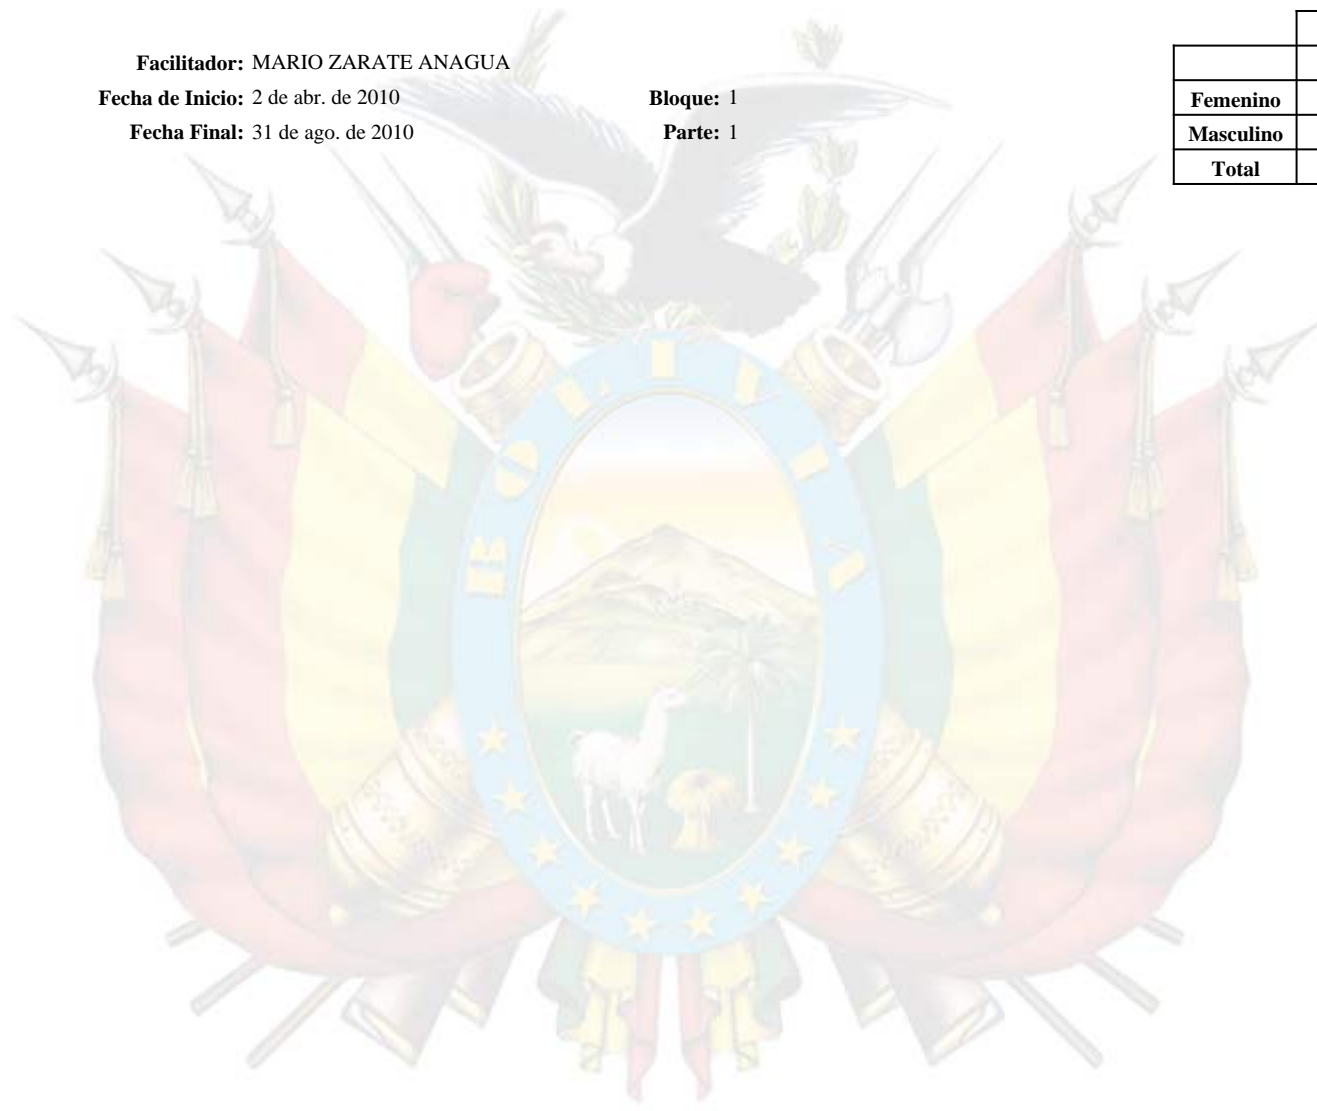 Facilitador: MARIO ZARATE ANAGUA
Fecha de Inicio: 2 de abr. de 2010 Bloque: 1
Fecha Final: 31 de ago. de 2010 Parte: 1
Femenino
Masculino
Total
BOLIVIA